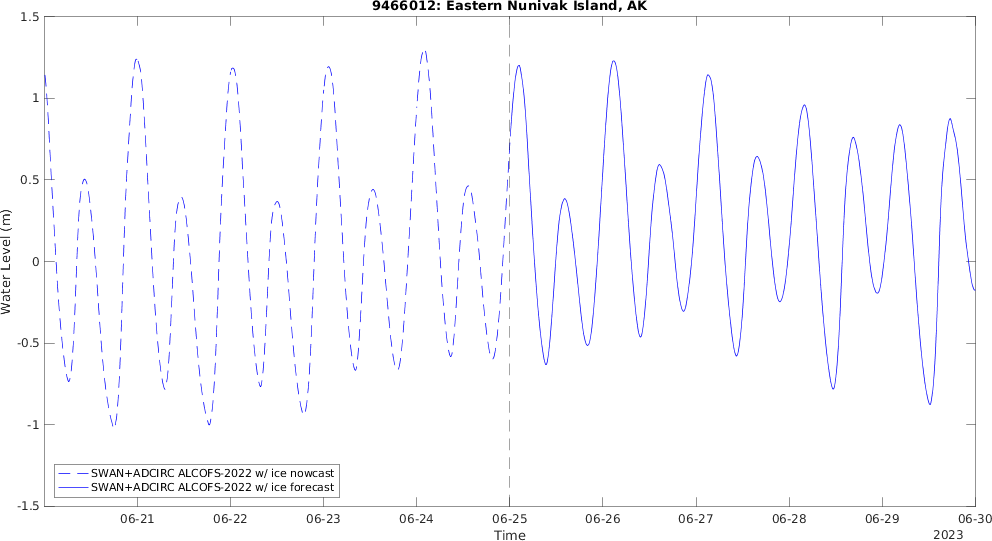 9466012: Eastern Nunivak Island, AK
1.5
1
0.5
0
-0.5
-1
-1.5
Water Level (m)
SWAN+ADCIRC ALCOFS-2022 w/ ice nowcast
SWAN+ADCIRC ALCOFS-2022 w/ ice forecast
06-21 06-22 06-23 06-24 06-25 06-26 06-27 06-28 06-29 06-30
Time
2023